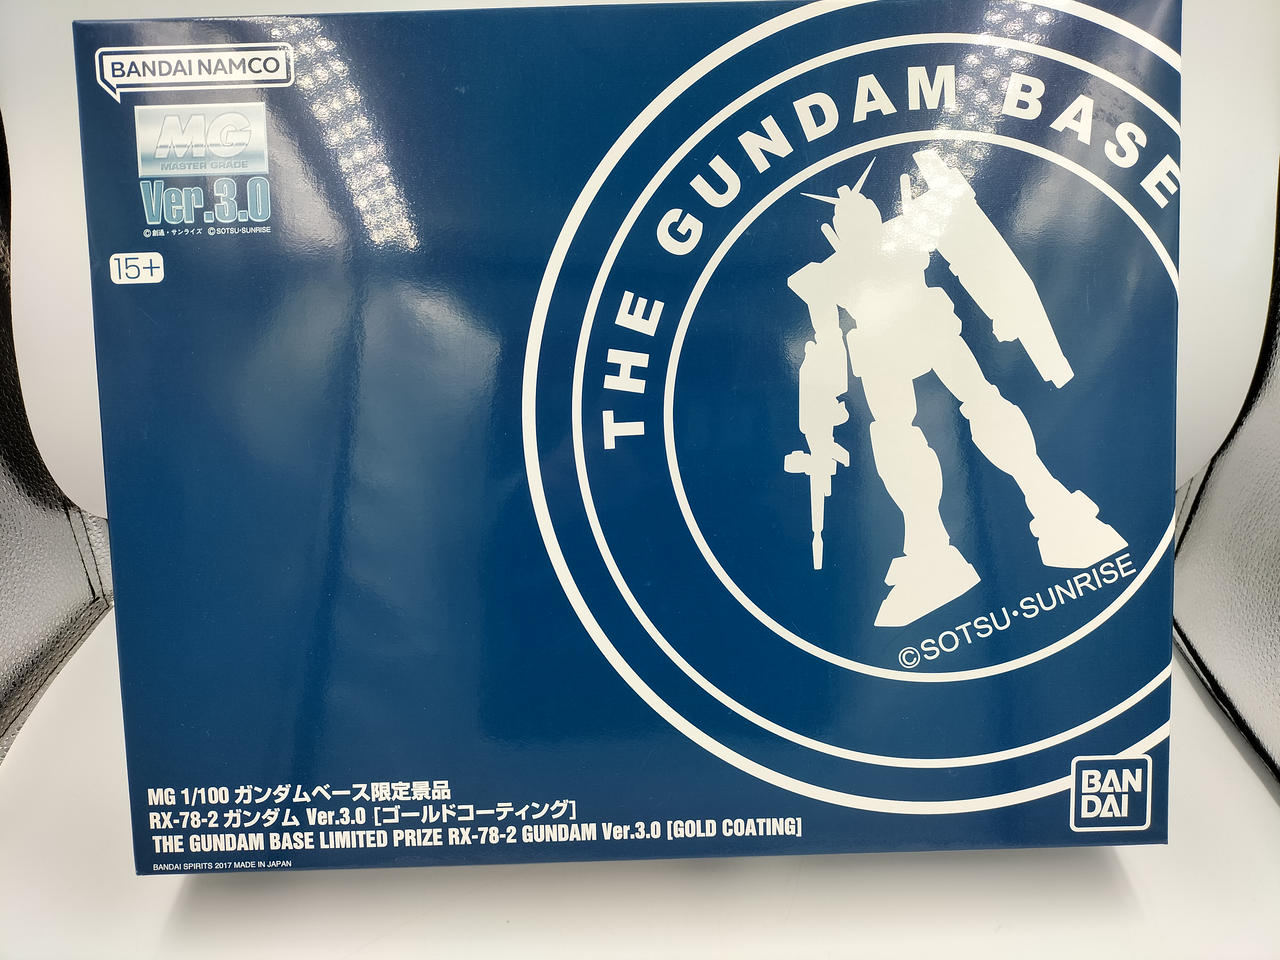 BANDAI NAMCO
MG
MASTER GRADE
Ver.3.0
©創通・サンライズ ©SOTSU・SUNRISE
15+
THE GUNDAM BASE
©SOTSU・SUNRISE
MG 1/100 ガンダムベース限定景品
RX-78-2 ガンダム Ver.3.0 [ゴールドコーティング]
THE GUNDAM BASE LIMITED PRIZE RX-78-2 GUNDAM Ver.3.0 [GOLD COATING]
BANDAI SPIRITS 2017 MADE IN JAPAN
BAN
DAI